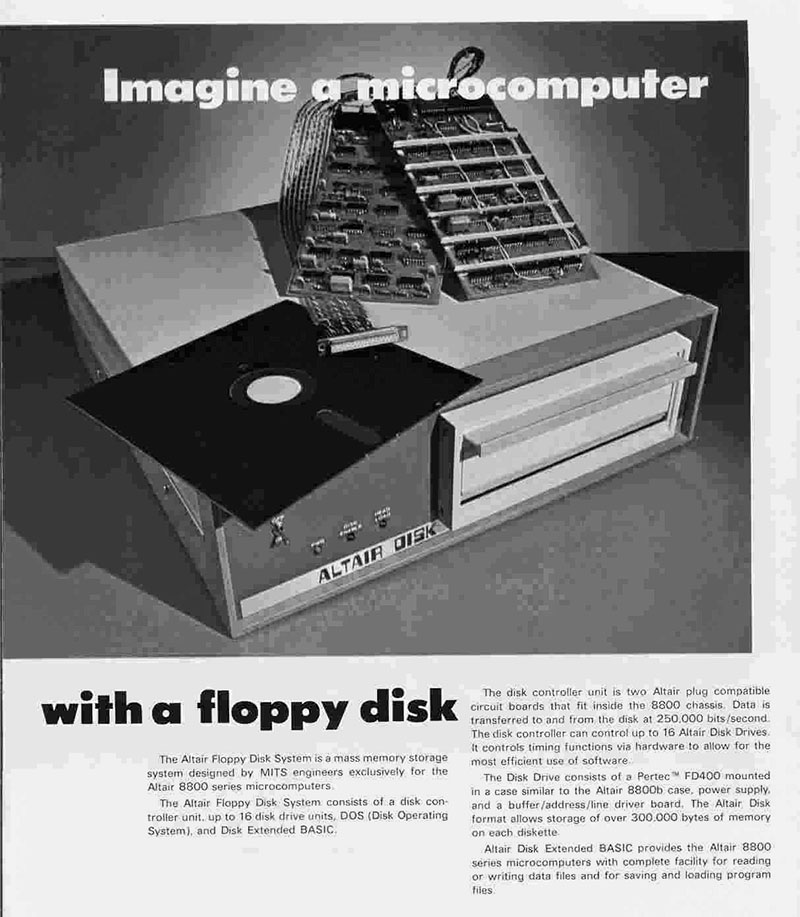 Imagine a microcomputer
PWR
DISK
ENABLE
HEAD
LOAD
ALTAIR DISK
with a floppy disk
The Altair Floppy Disk System is a mass memory storage
system designed by MITS engineers exclusively for the
Altair 8800 series microcomputers.
The Altair Floppy Disk System consists of a disk con-
troller unit, up to 16 disk drive units, DOS (Disk Operating
System), and Disk Extended BASIC.
The disk controller unit is two Altair plug compatible
circuit boards that fit inside the 8800 chassis. Data is
transferred to and from the disk at 250,000 bits/second.
The disk controller can control up to 16 Altair Disk Drives.
It controls timing functions via hardware to allow for the
most efficient use of software.
The Disk Drive consists of a Pertec™ FD400 mounted
in a case similar to the Altair 8800b case, power supply,
and a buffer/address/line driver board. The Altair Disk
format allows storage of over 300,000 bytes of memory
on each diskette.
Altair Disk Extended BASIC provides the Altair 8800
series microcomputers with complete facility for reading
or writing data files and for saving and loading program
files.